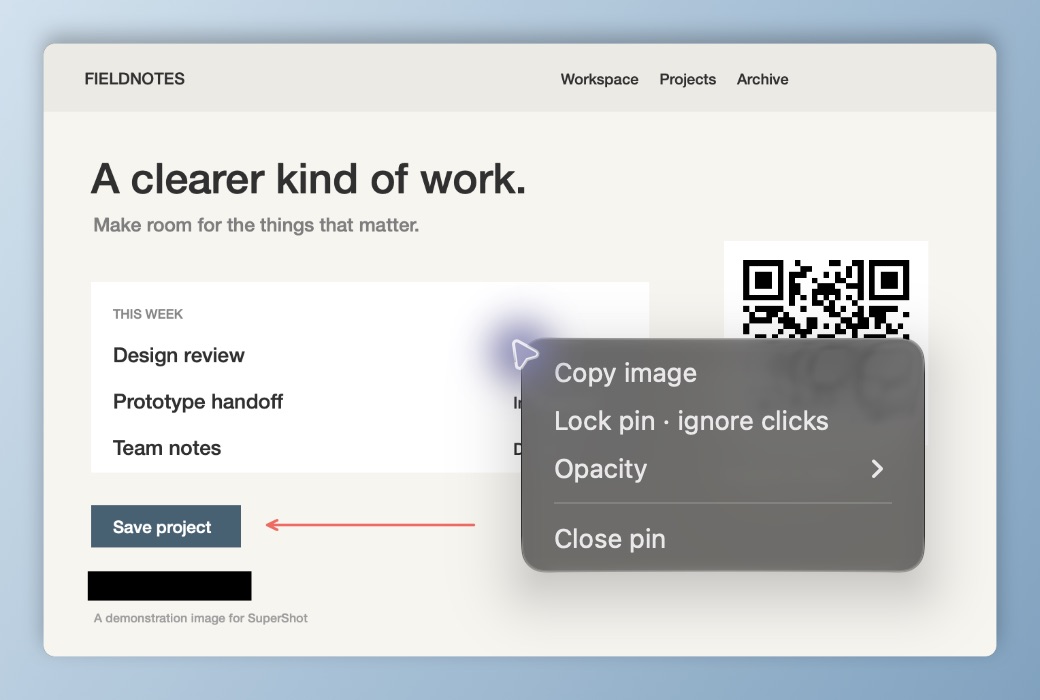 FIELDNOTES
Workspace Projects Archive
A clearer kind of work.
Make room for the things that matter.
THIS WEEK
Design review
Prototype handoff
Team notes
Save project
A demonstration image for SuperShot
Copy image
Lock pin · ignore clicks
Opacity
Close pin